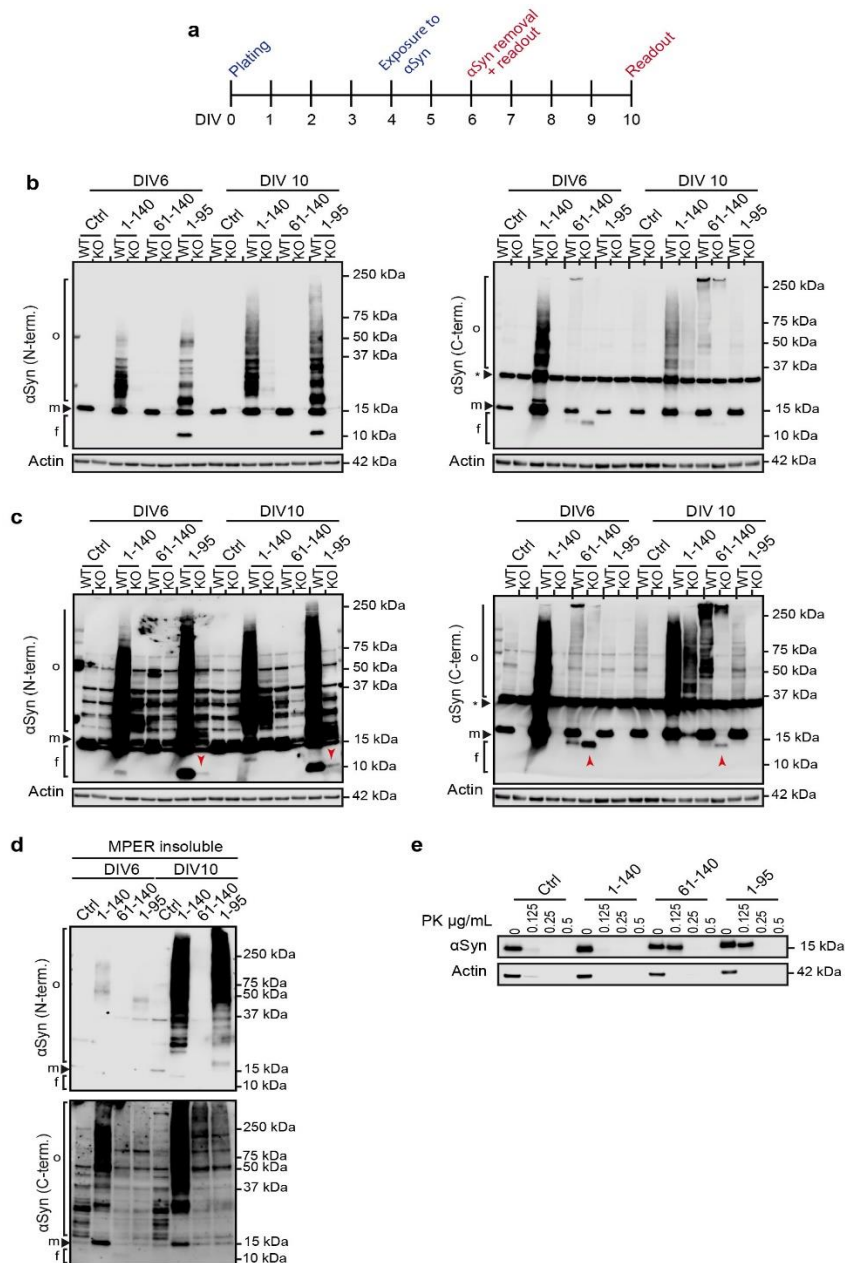 a
Plating
Exposure to
αSyn
αSyn removal
+ readout
Readout
DIV 0 1 2 3 4 5 6 7 8 9 10
b
DIV6 DIV 10
Ctrl 1-140 61-140 1-95 Ctrl 1-140 61-140 1-95
WT KO WT KO WT KO WT KO WT KO WT KO WT KO WT KO
αSyn (N-term.)
o
m
f
250 kDa
75 kDa
50 kDa
37 kDa
15 kDa
10 kDa
Actin 42 kDa
DIV6 DIV 10
Ctrl 1-140 61-140 1-95 Ctrl 1-140 61-140 1-95
WT KO WT KO WT KO WT KO WT KO WT KO WT KO WT KO
αSyn (C-term.)
o
*
m
f
250 kDa
75 kDa
50 kDa
37 kDa
15 kDa
10 kDa
Actin 42 kDa
c
DIV6 DIV10
Ctrl 1-140 61-140 1-95 Ctrl 1-140 61-140 1-95
WT KO WT KO WT KO WT KO WT KO WT KO WT KO WT KO
αSyn (N-term.)
o
m
f
250 kDa
75 kDa
50 kDa
37 kDa
15 kDa
10 kDa
Actin 42 kDa
DIV6 DIV 10
Ctrl 1-140 61-140 1-95 Ctrl 1-140 61-140 1-95
WT KO WT KO WT KO WT KO WT KO WT KO WT KO WT KO
αSyn (C-term.)
o
*
m
f
250 kDa
75 kDa
50 kDa
37 kDa
15 kDa
10 kDa
Actin 42 kDa
d
MPER insoluble
DIV6 DIV10
Ctrl 1-140 61-140 1-95 Ctrl 1-140 61-140 1-95
αSyn (N-term.)
o
m
f
250 kDa
75 kDa
50 kDa
37 kDa
15 kDa
10 kDa
αSyn (C-term.)
o
m
f
250 kDa
75 kDa
50 kDa
37 kDa
15 kDa
10 kDa
e
Ctrl 1-140 61-140 1-95
PK µg/mL 0 0.125 0.25 0.5 0 0.125 0.25 0.5 0 0.125 0.25 0.5 0 0.125 0.25 0.5
αSyn 15 kDa
Actin 42 kDa